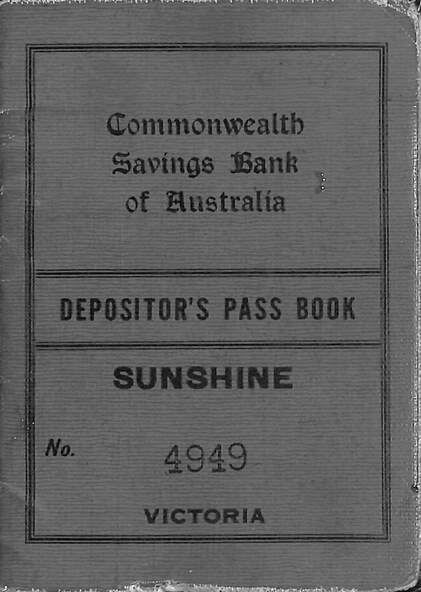 Commonwealth
Savings Bank
of Australia
DEPOSITOR'S PASS BOOK
SUNSHINE
No. 4949
VICTORIA